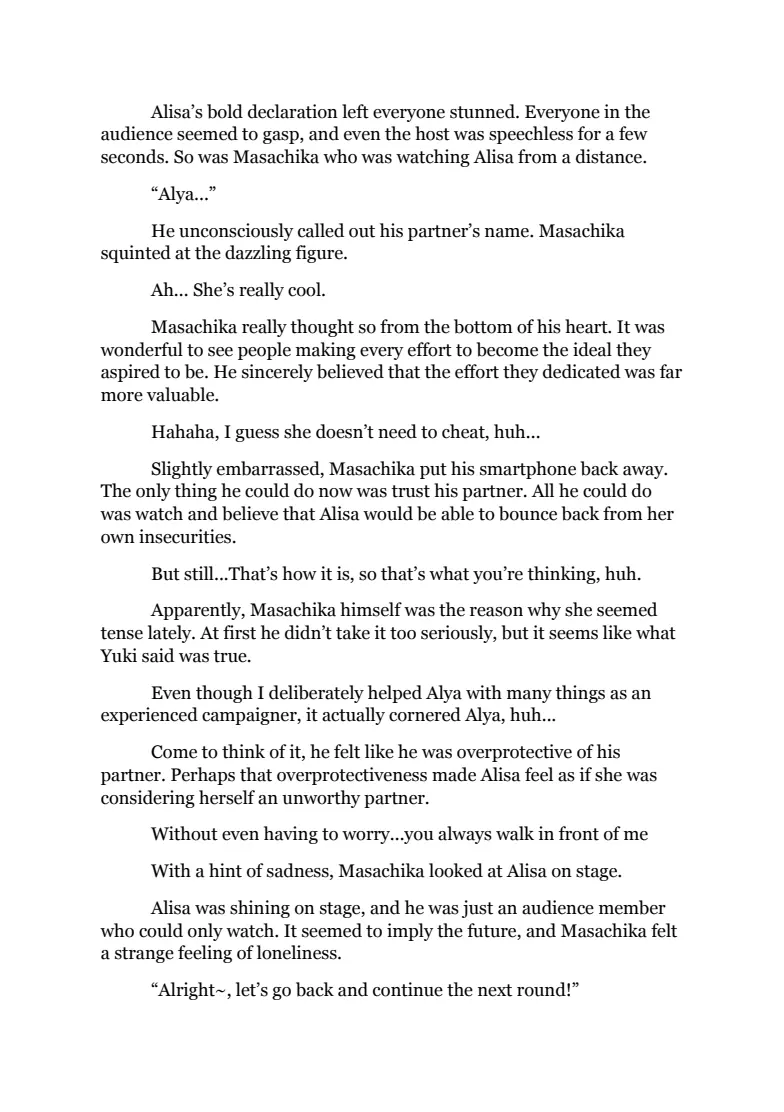 Alisa’s bold declaration left everyone stunned. Everyone in the
audience seemed to gasp, and even the host was speechless for a few
seconds. So was Masachika who was watching Alisa from a distance.
“Alya...”
He unconsciously called out his partner’s name. Masachika
squinted at the dazzling figure.
Ah... She’s really cool.
Masachika really thought so from the bottom of his heart. It was
wonderful to see people making every effort to become the ideal they
aspired to be. He sincerely believed that the effort they dedicated was far
more valuable.
Hahaha, I guess she doesn’t need to cheat, huh...
Slightly embarrassed, Masachika put his smartphone back away.
The only thing he could do now was trust his partner. All he could do
was watch and believe that Alisa would be able to bounce back from her
own insecurities.
But still...That’s how it is, so that’s what you’re thinking, huh.
Apparently, Masachika himself was the reason why she seemed
tense lately. At first he didn’t take it too seriously, but it seems like what
Yuki said was true.
Even though I deliberately helped Alya with many things as an
experienced campaigner, it actually cornered Alya, huh...
Come to think of it, he felt like he was overprotective of his
partner. Perhaps that overprotectiveness made Alisa feel as if she was
considering herself an unworthy partner.
Without even having to worry...you always walk in front of me
With a hint of sadness, Masachika looked at Alisa on stage.
Alisa was shining on stage, and he was just an audience member
who could only watch. It seemed to imply the future, and Masachika felt
a strange feeling of loneliness.
“Alright~, let’s go back and continue the next round!”